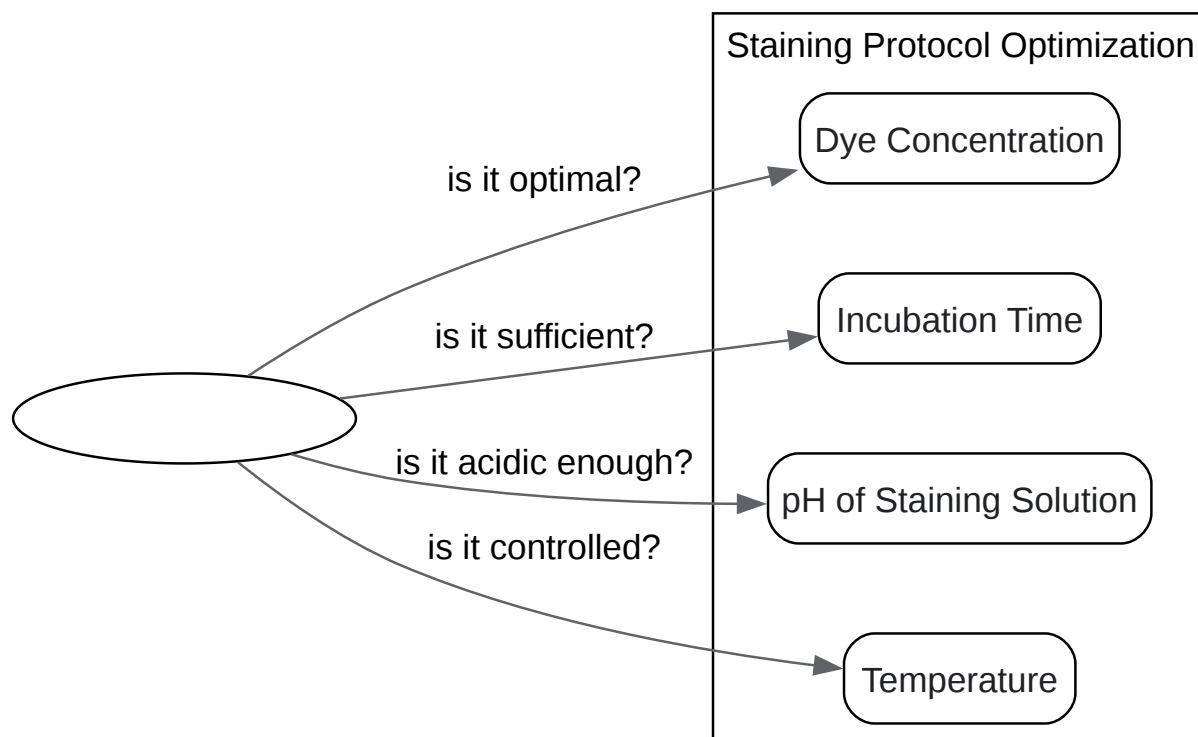 Staining Protocol Optimization
Dye Concentration
is it optimal?
Incubation Time
is it sufficient?
is it acidic enough?
pH of Staining Solution
is it controlled?
Temperature